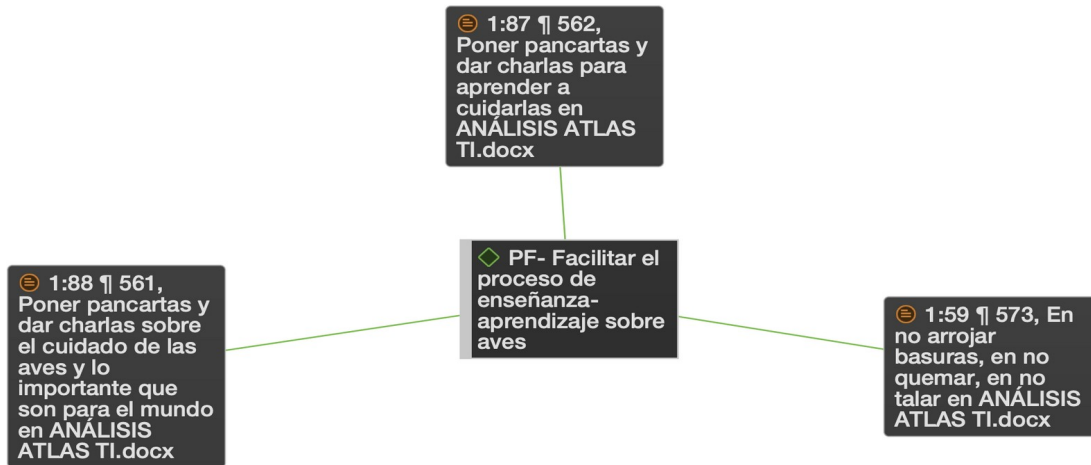 1:87 ¶ 562,
Poner pancartas y
dar charlas para
aprender a
cuidarlas en
ANÁLISIS ATLAS
TI.docx
PF- Facilitar el
proceso de
enseñanza-
aprendizaje sobre
aves
1:88 ¶ 561,
Poner pancartas y
dar charlas sobre
el cuidado de las
aves y lo
importante que
son para el mundo
en ANÁLISIS
ATLAS TI.docx
1:59 ¶ 573, En
no arrojar
basuras, en no
quemar, en no
talar en ANÁLISIS
ATLAS TI.docx